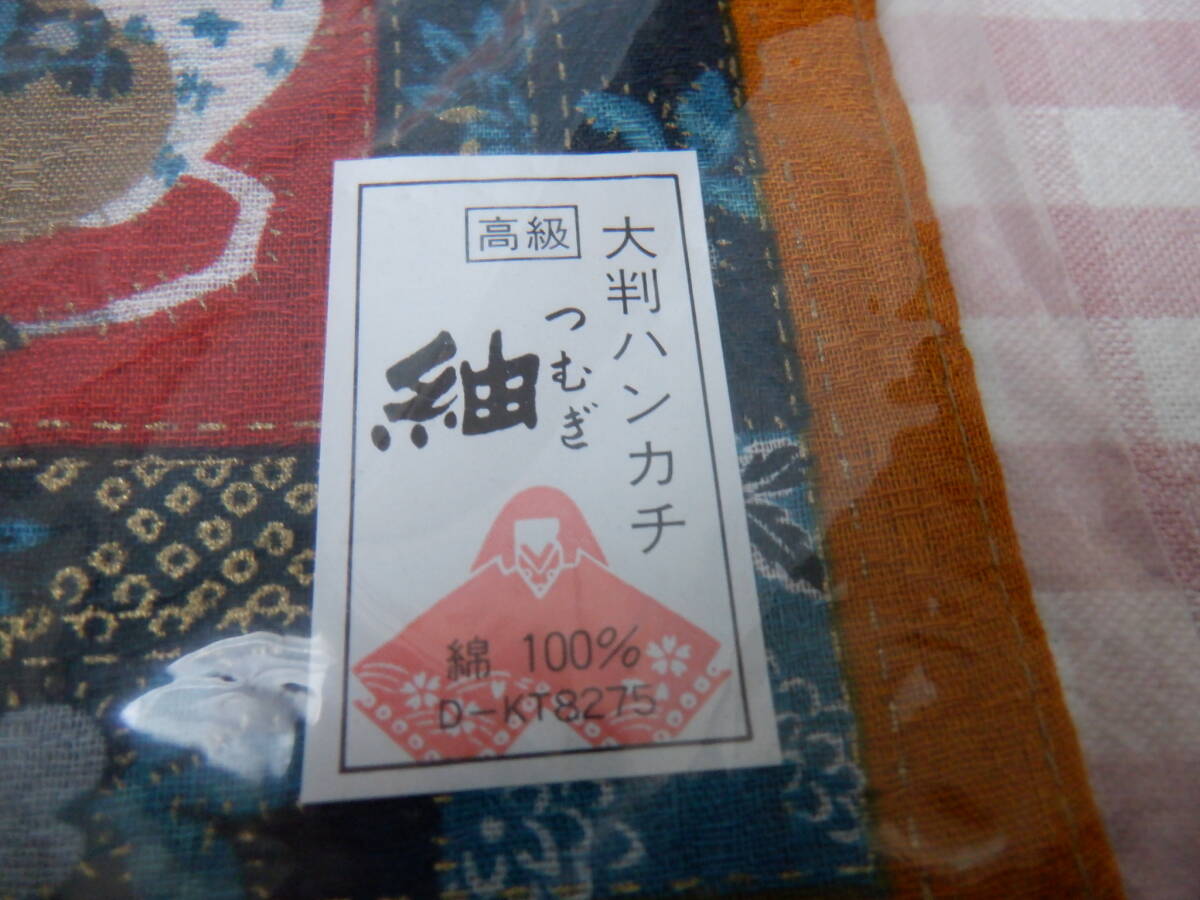 大判ハンカチ
高級
つむぎ
紬
綿 100%
D-KT8275